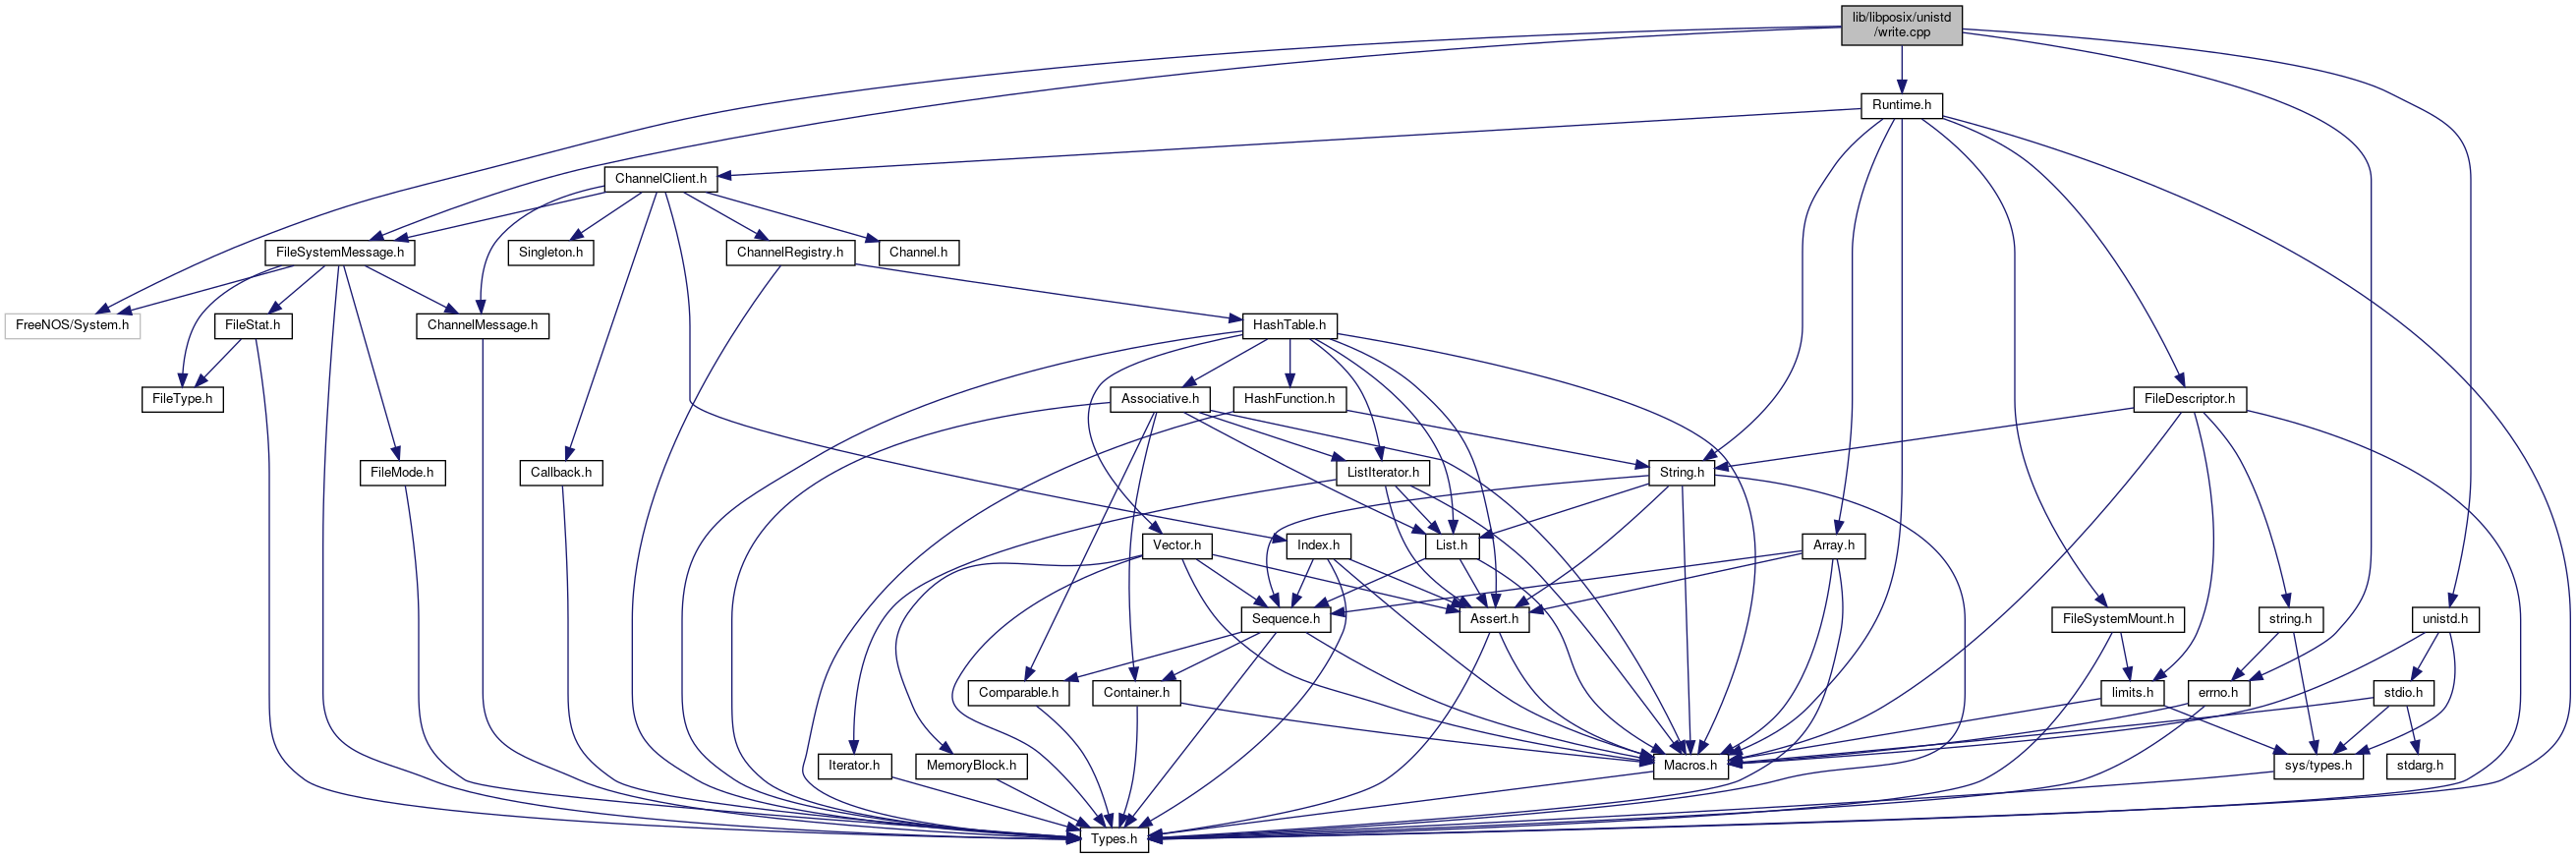 lib/libposix/unistd
/write.cpp
Runtime.h
ChannelClient.h
FileSystemMessage.h
Singleton.h
ChannelRegistry.h
Channel.h
FreeNOS/System.h
FileStat.h
ChannelMessage.h
HashTable.h
FileType.h
Associative.h
HashFunction.h
FileDescriptor.h
FileMode.h
Callback.h
ListIterator.h
String.h
Vector.h
Index.h
List.h
Array.h
Sequence.h
Assert.h
FileSystemMount.h
string.h
unistd.h
Comparable.h
Container.h
limits.h
errno.h
stdio.h
Iterator.h
MemoryBlock.h
Macros.h
sys/types.h
stdarg.h
Types.h